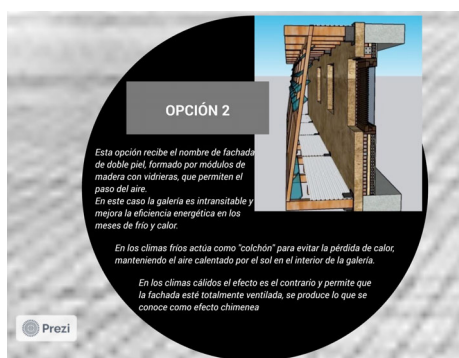 OPCIÓN 2
Esta opción recibe el nombre de fachada
de doble piel, formado por módulos de
madera con vidrieras, que permiten el
paso del aire.
En este caso la galería es intransitable y
mejora la eficiencia energética en los
meses de frío y calor.
En los climas fríos actúa como "colchón" para evitar la pérdida de calor,
manteniendo el aire calentado por el sol en el interior de la galería.
En los climas cálidos el efecto es el contrario y permite que
la fachada esté totalmente ventilada, se produce lo que se
conoce como efecto chimenea
Prezi